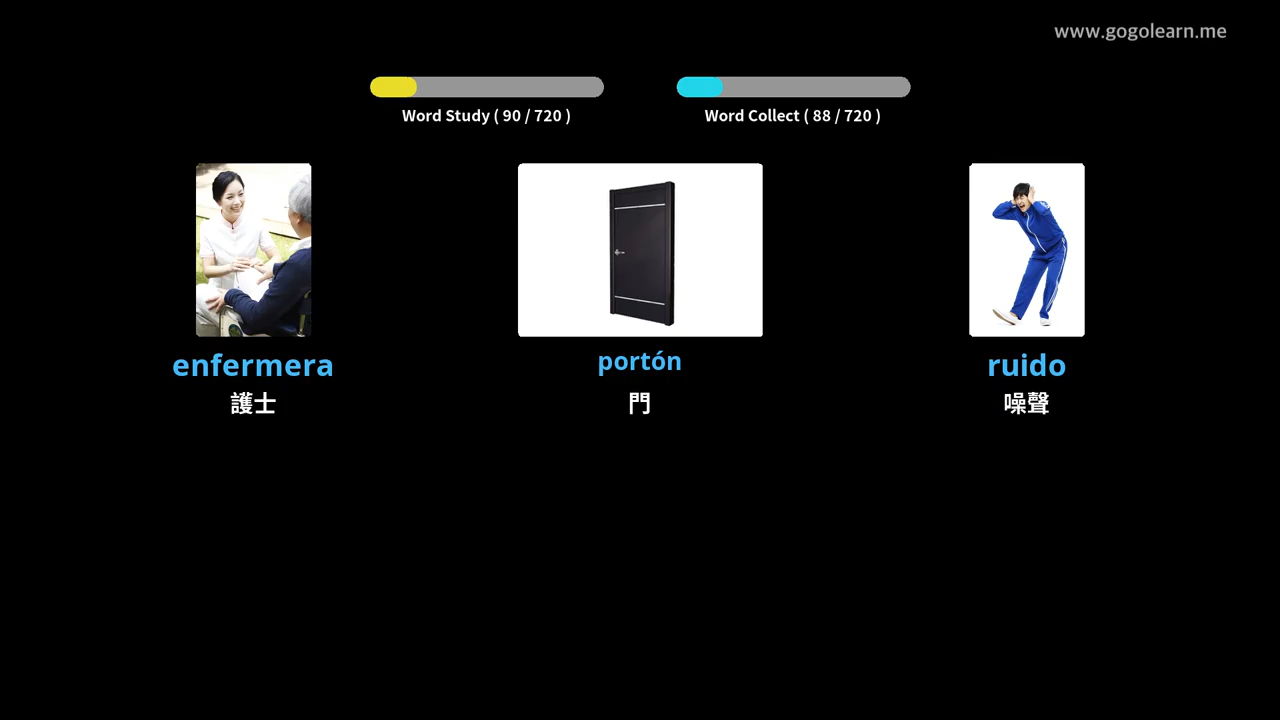 www.gogolearn.me
Word Study ( 90 / 720 )
Word Collect ( 88 / 720 )
enfermera
護士
portón
門
ruido
噪聲